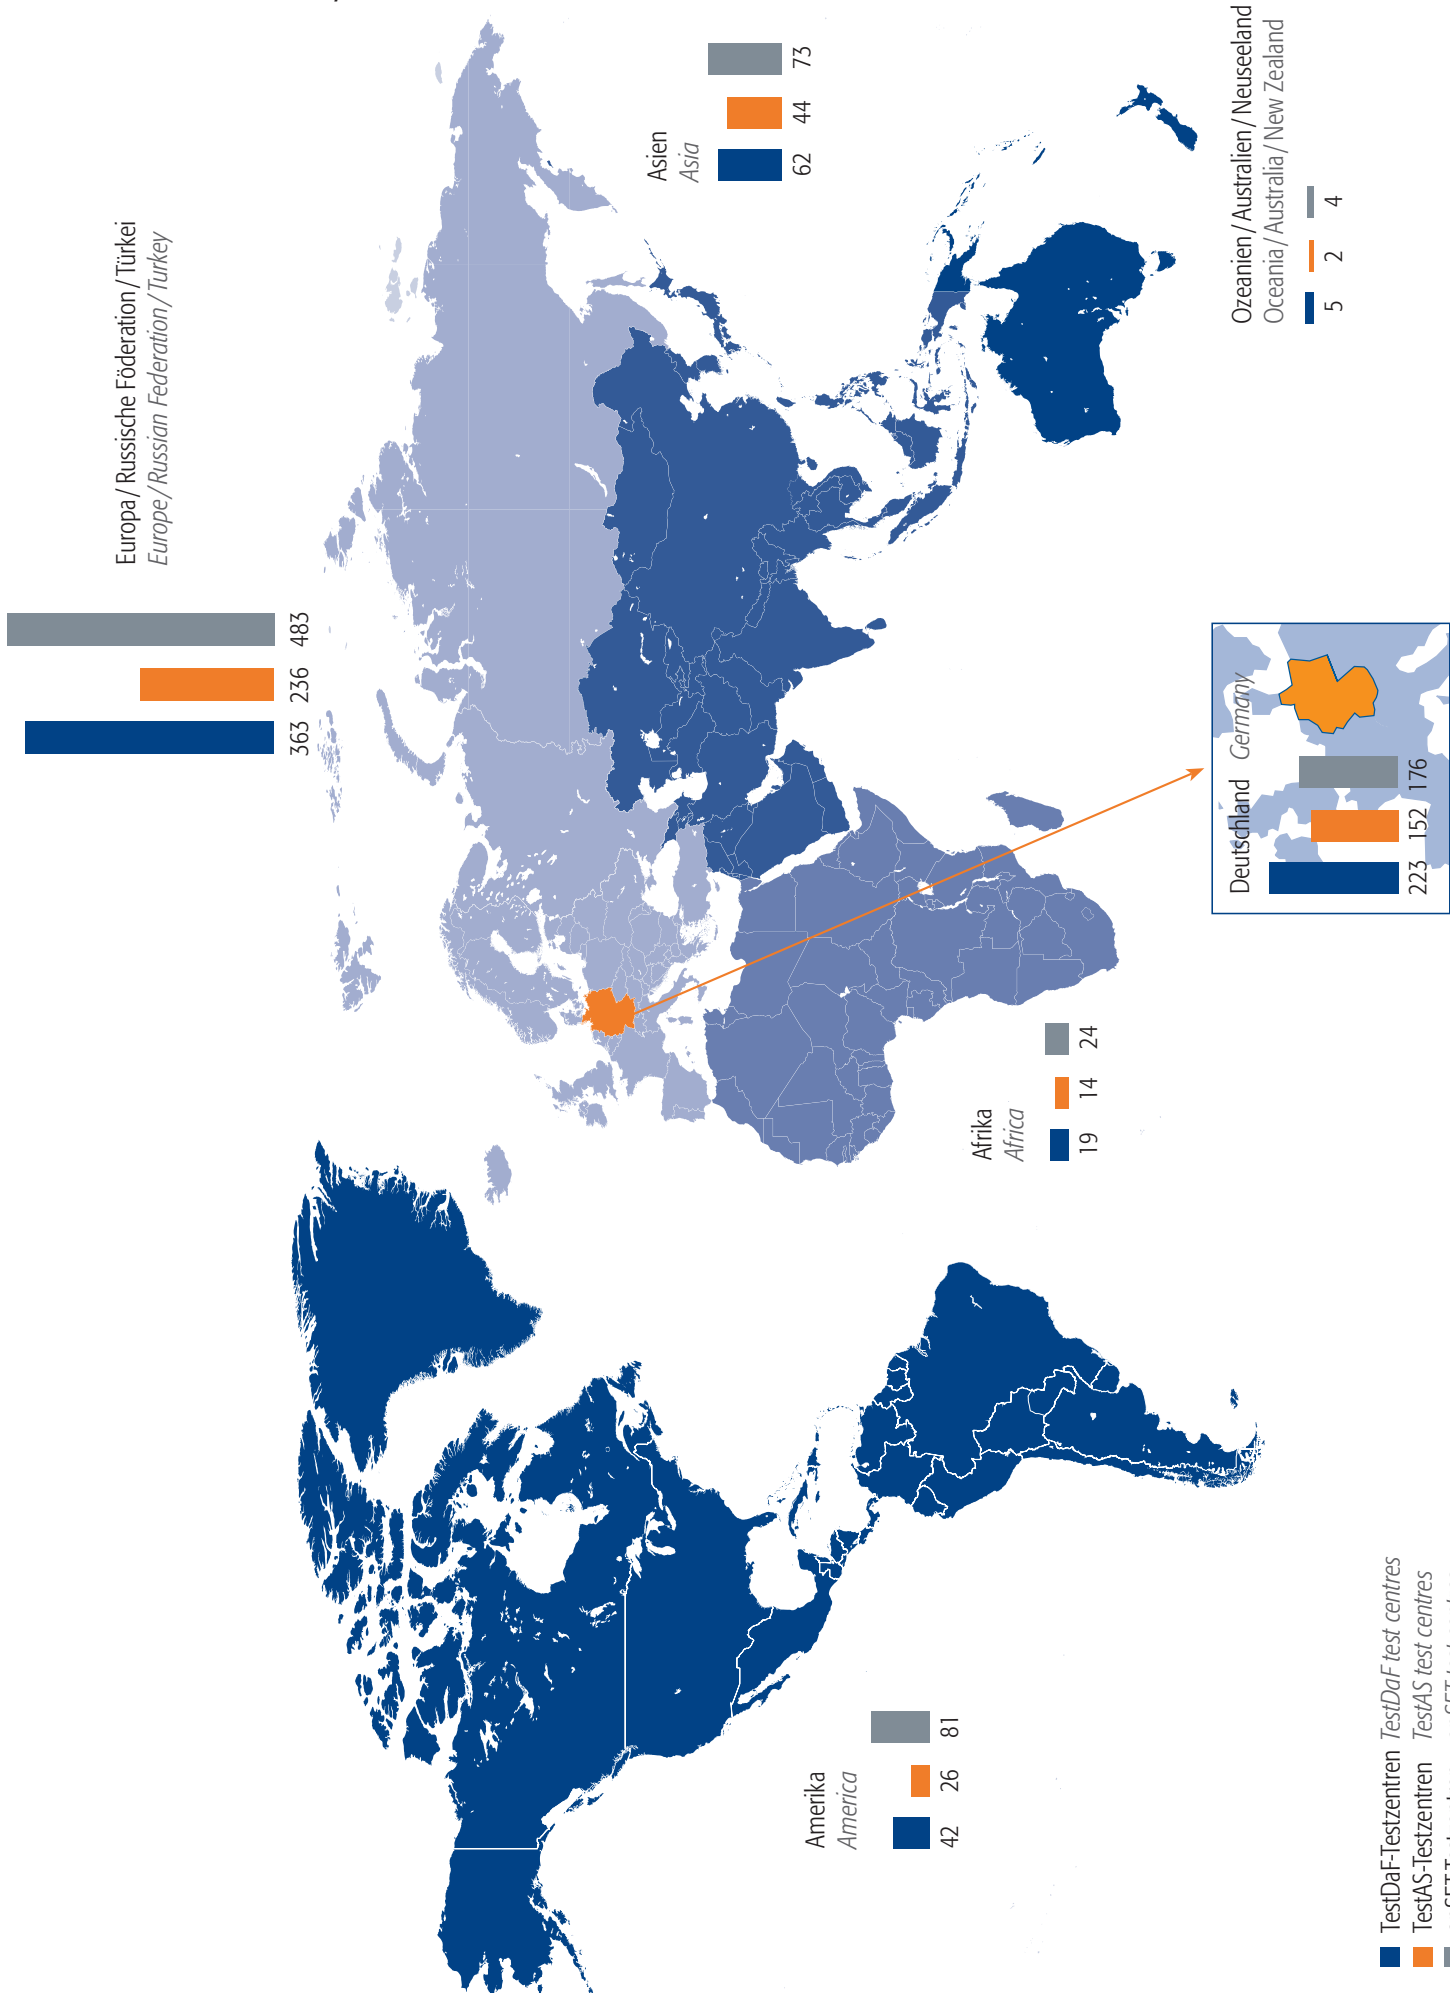 Europa / Russische Föderation / Türkei
Europe / Russian Federation / Turkey
363 236 483
Asien
Asia
62 44 73
Ozeanien / Australien / Neuseeland
Oceania / Australia / New Zealand
5 2 4
Deutschland Germany
223 152 176
Afrika
Africa
19 14 24
Amerika
America
42 26 81
TestDaF-Testzentren TestDaF test centres
TestAS-Testzentren TestAS test centres